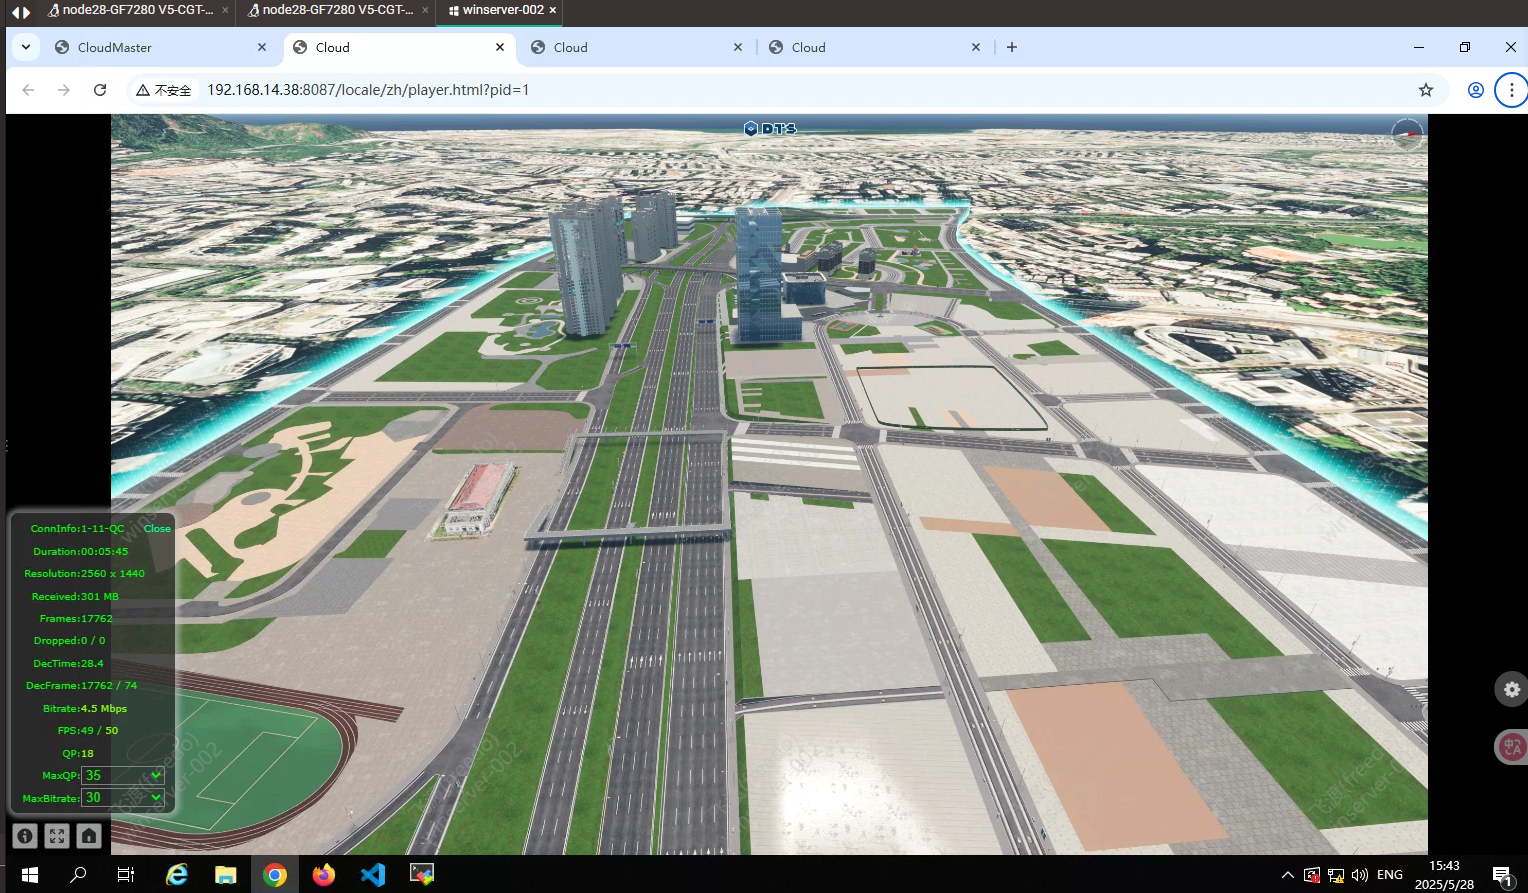 node28-GF7280 V5-CGT-...
node28-GF7280 V5-CGT-...
winserver-002
CloudMaster
Cloud
Cloud
Cloud
不安全
192.168.14.38:8087/locale/zh/player.html?pid=1
DTS
ConnInfo:1-11-QC Close
Duration:00:05:45
Resolution:2560 x 1440
Received:301 MB
Frames:17762
Dropped:0 / 0
DecTime:28.4
DecFrame:17762 / 74
Bitrate:4.5 Mbps
FPS:49 / 50
QP:18
MaxQP: 35
MaxBitrate: 30
winserver-002
ENG
15:43
2025/5/28
1